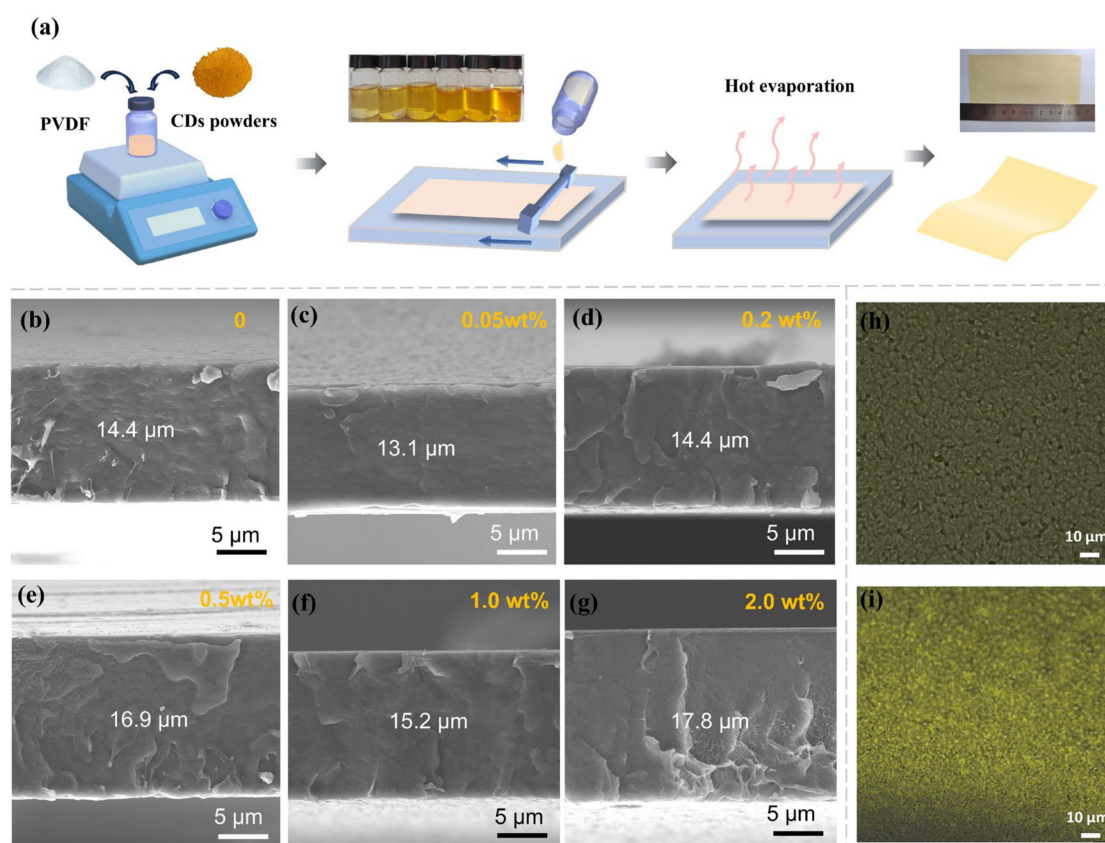 (a)
PVDF
CDs powders
Hot evaporation
(b)
0
14.4 μm
5 μm
(c)
0.05wt%
13.1 μm
5 μm
(d)
0.2 wt%
14.4 μm
5 μm
(h)
10 μm
(e)
0.5wt%
16.9 μm
5 μm
(f)
1.0 wt%
15.2 μm
5 μm
(g)
2.0 wt%
17.8 μm
5 μm
(i)
10 μm